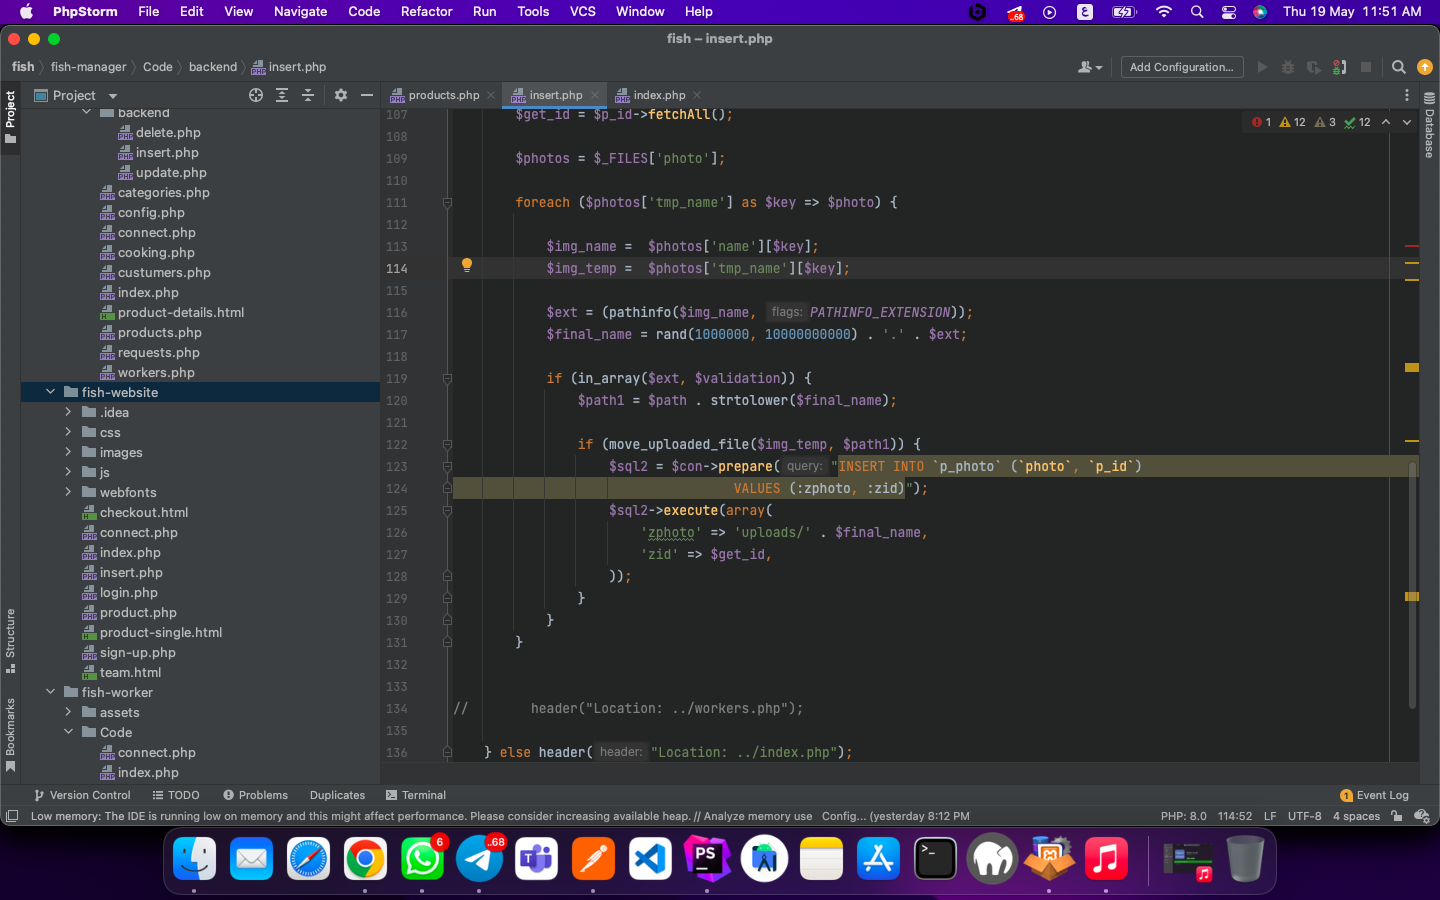 PhpStorm File Edit View Navigate Code Refactor Run Tools VCS Window Help
..68 ع Thu 19 May 11:51 AM
fish – insert.php
fish fish-manager Code backend insert.php
Add Configuration...
Project
products.php insert.php index.php
Project
Structure
Bookmarks
Database
backend
delete.php
insert.php
update.php
categories.php
config.php
connect.php
cooking.php
custumers.php
index.php
product-details.html
products.php
requests.php
workers.php
fish-website
.idea
css
images
js
webfonts
checkout.html
connect.php
index.php
insert.php
login.php
product.php
product-single.html
sign-up.php
team.html
fish-worker
assets
Code
connect.php
index.php
1 12 3 12
107 $get_id = $p_id->fetchAll();
108
109 $photos = $_FILES['photo'];
110
111 foreach ($photos['tmp_name'] as $key => $photo) {
112
113 $img_name =  $photos['name'][$key];
114 $img_temp =  $photos['tmp_name'][$key];
115
116 $ext = (pathinfo($img_name, flags: PATHINFO_EXTENSION));
117 $final_name = rand(1000000, 10000000000) . '.' . $ext;
118
119 if (in_array($ext, $validation)) {
120 $path1 = $path . strtolower($final_name);
121
122 if (move_uploaded_file($img_temp, $path1)) {
123 $sql2 = $con->prepare( query: "INSERT INTO `p_photo` (`photo`, `p_id`)
124 VALUES (:zphoto, :zid)");
125 $sql2->execute(array(
126 'zphoto' => 'uploads/' . $final_name,
127 'zid' => $get_id,
128 ));
129 }
130 }
131 }
132
133
134 // header("Location: ../workers.php");
135
136 } else header( header: "Location: ../index.php");
Version Control TODO Problems Duplicates Terminal
1 Event Log
Low memory: The IDE is running low on memory and this might affect performance. Please consider increasing available heap. // Analyze memory use Config... (yesterday 8:12 PM
PHP: 8.0 114:52 LF UTF-8 4 spaces
6 ..68 PS >_